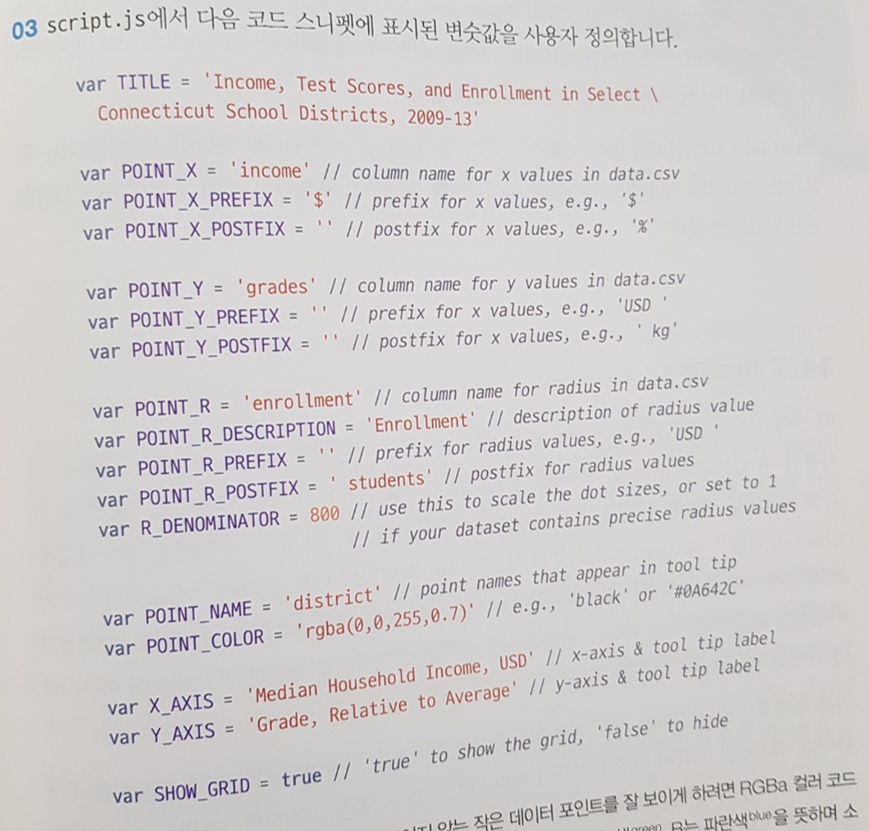 03 script.js에서 다음 코드 스니펫에 표시된 변숫값을 사용자 정의합니다.
var TITLE = 'Income, Test Scores, and Enrollment in Select \
Connecticut School Districts, 2009-13'
var POINT_X = 'income' // column name for x values in data.csv
var POINT_X_PREFIX = '$' // prefix for x values, e.g., '$'
var POINT_X_POSTFIX = '' // postfix for x values, e.g., '%'
var POINT_Y = 'grades' // column name for y values in data.csv
var POINT_Y_PREFIX = '' // prefix for x values, e.g., 'USD '
var POINT_Y_POSTFIX = '' // postfix for x values, e.g., ' kg'
var POINT_R = 'enrollment' // column name for radius in data.csv
var POINT_R_DESCRIPTION = 'Enrollment' // description of radius value
var POINT_R_PREFIX = '' // prefix for radius values, e.g., 'USD '
var POINT_R_POSTFIX = ' students' // postfix for radius values
var R_DENOMINATOR = 800 // use this to scale the dot sizes, or set to 1
// if your dataset contains precise radius values
var POINT_NAME = 'district' // point names that appear in tool tip
var POINT_COLOR = 'rgba(0,0,255,0.7)' // e.g., 'black' or '#0A642C'
var X_AXIS = 'Median Household Income, USD' // x-axis & tool tip label
var Y_AXIS = 'Grade, Relative to Average' // y-axis & tool tip label
var SHOW_GRID = true // 'true' to show the grid, 'false' to hide
않는 작은 데이터 포인트를 잘 보이게 하려면 RGBa 컬러 코드
green, B는 파란색blue을 뜻하며 소